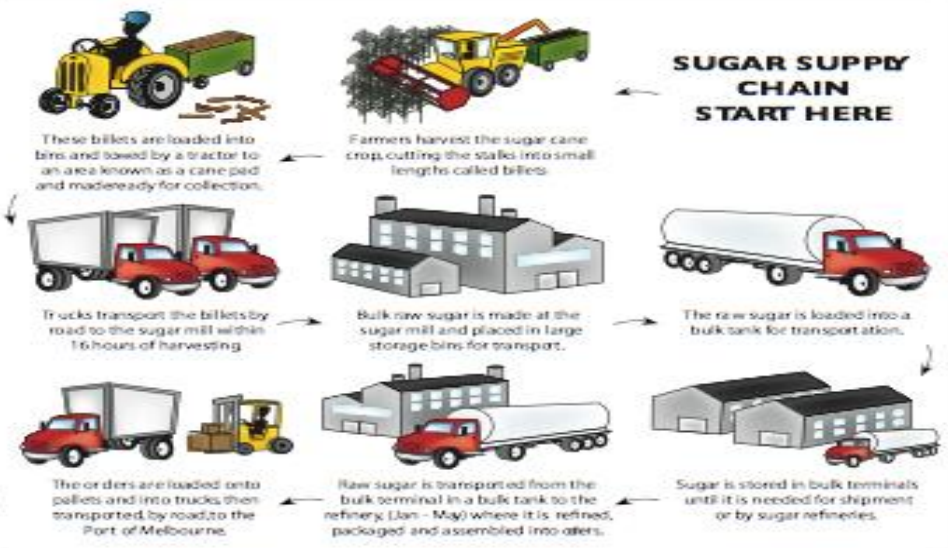 SUGAR SUPPLY
CHAIN
START HERE
Farmers harvest the sugar cane
crop, cutting the stalks into small
lengths called billets
These billets are loaded into
bins and towed by a tractor to
an area known as a cane pad
and made ready for collection.
Trucks transport the billets by
road to the sugar mill within
16 hours of harvesting
Bulk raw sugar is made at the
sugar mill and placed in large
storage bins for transport.
The raw sugar is loaded into a
bulk tank for transportation.
Sugar is stored in bulk terminals
until it is needed for shipment
or by sugar refineries.
Raw sugar is transported from the
bulk terminal in a bulk tank to the
refinery, (Jan - May) where it is refined,
packaged and assembled into orders.
The orders are loaded onto
pallets and into trucks, then
transported, by road, to the
Port of Melbourne.